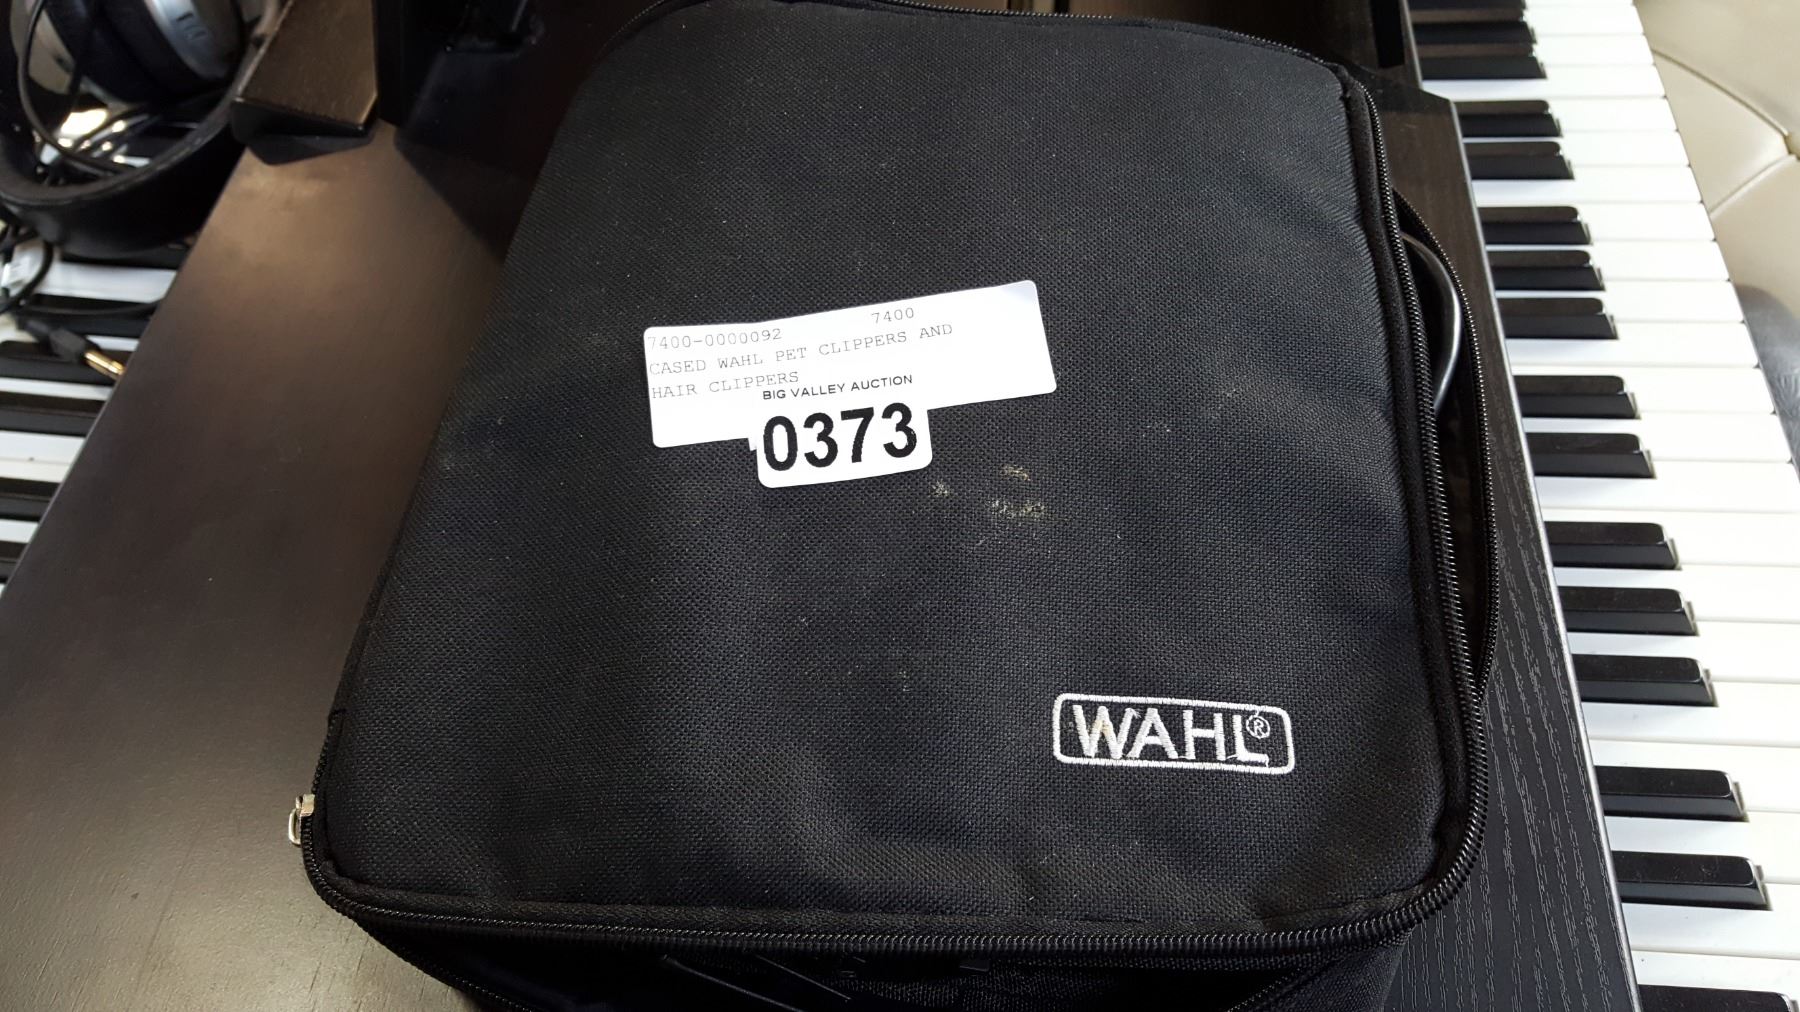 7400-0000092 7400
CASED WAHL PET CLIPPERS AND
HAIR CLIPPERS
BIG VALLEY AUCTION
0373
WAHL®